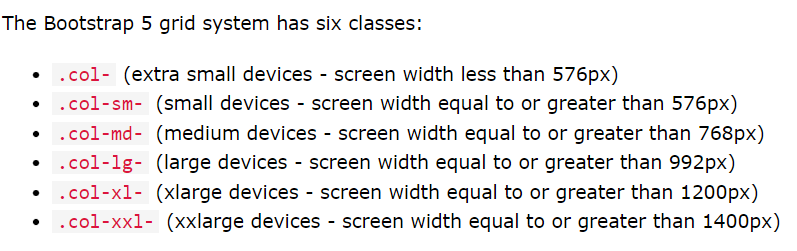 The Bootstrap 5 grid system has six classes:
• .col- (extra small devices - screen width less than 576px)
• .col-sm- (small devices - screen width equal to or greater than 576px)
• .col-md- (medium devices - screen width equal to or greater than 768px)
• .col-lg- (large devices - screen width equal to or greater than 992px)
• .col-xl- (xlarge devices - screen width equal to or greater than 1200px)
• .col-xxl- (xxlarge devices - screen width equal to or greater than 1400px)